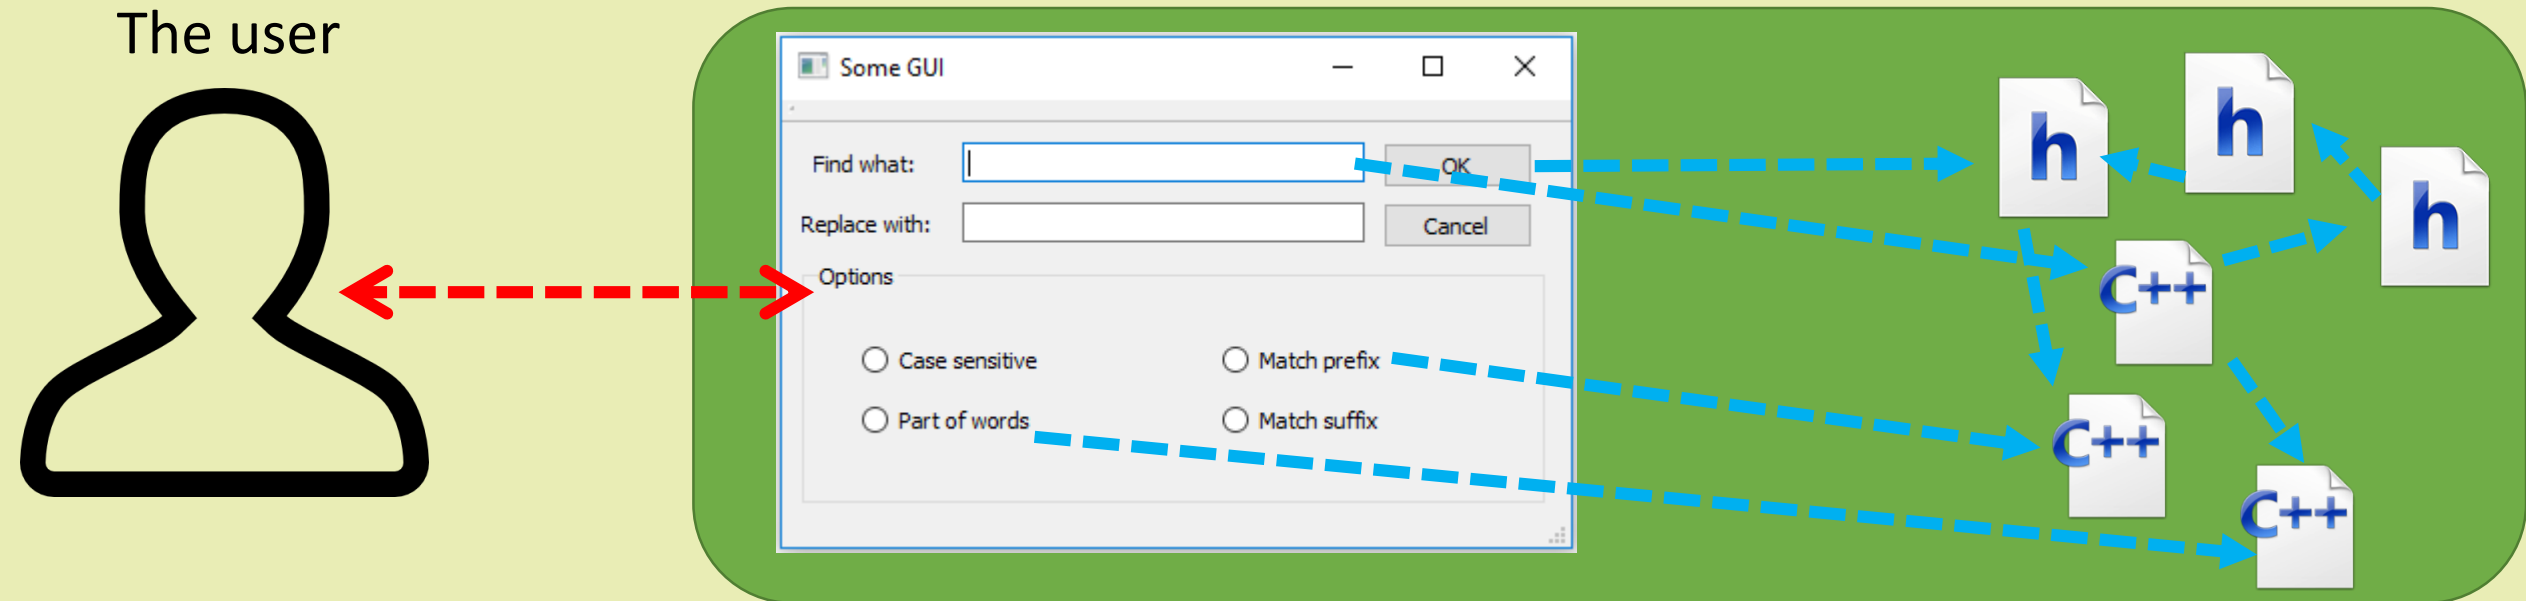 The user
Some GUI
Find what:
OK
Replace with:
Cancel
Options
Case sensitive
Match prefix
Part of words
Match suffix
h
h
h
C++
C++
C++